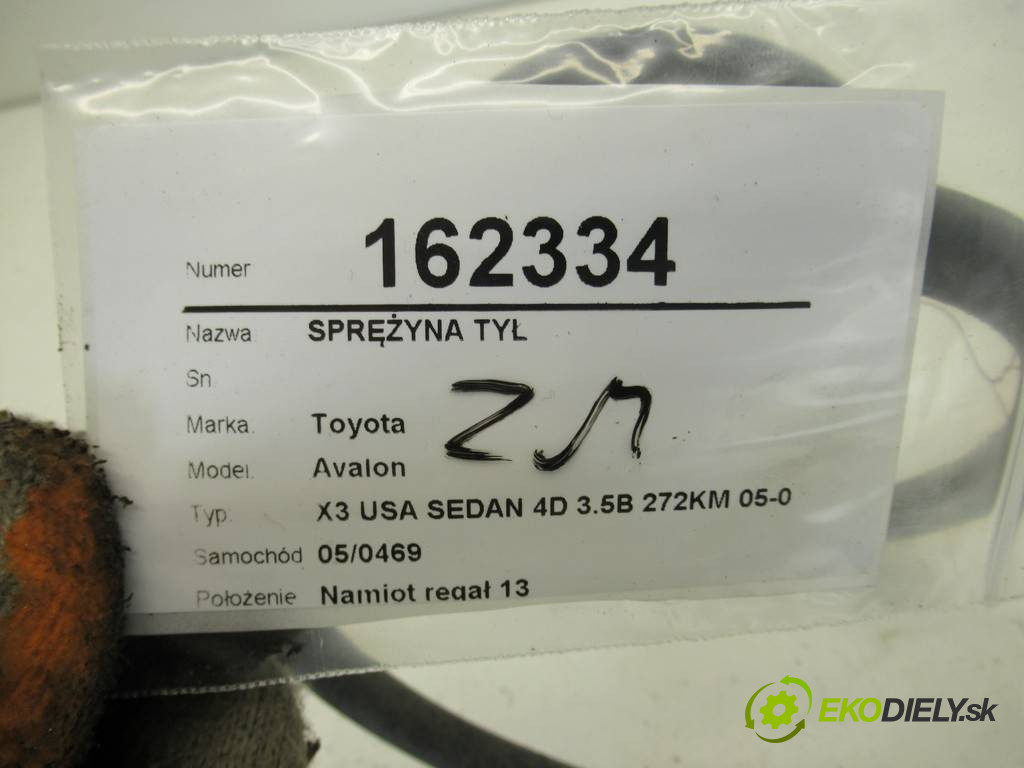 Numer 162334
Nazwa: SPRĘŻYNA TYŁ
Sn:
Marka: Toyota
Model: Avalon
Typ: X3 USA SEDAN 4D 3.5B 272KM 05-0
Samochód 05/0469
Położenie Namiot regał 13
EKODIELY.sk